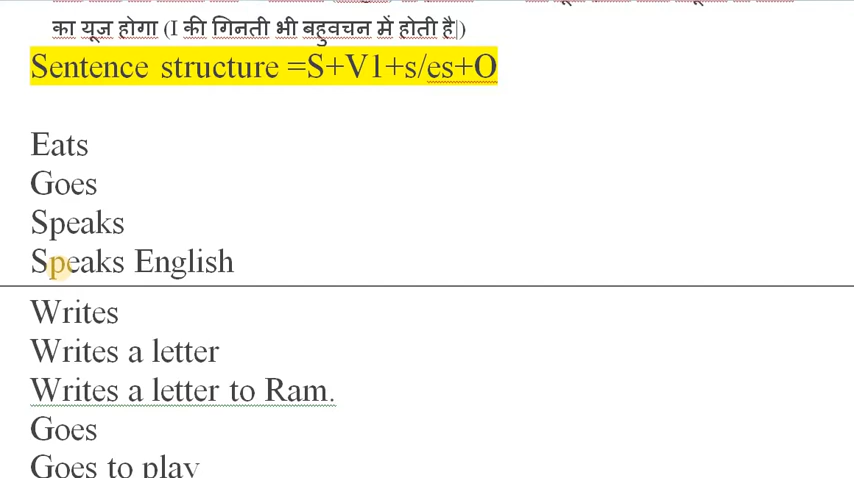 का यूज होगा (I की गिनती भी बहुवचन में होती है|)
Sentence structure =S+V1+s/es+O
Eats
Goes
Speaks
Speaks English
Writes
Writes a letter
Writes a letter to Ram.
Goes
Goes to play